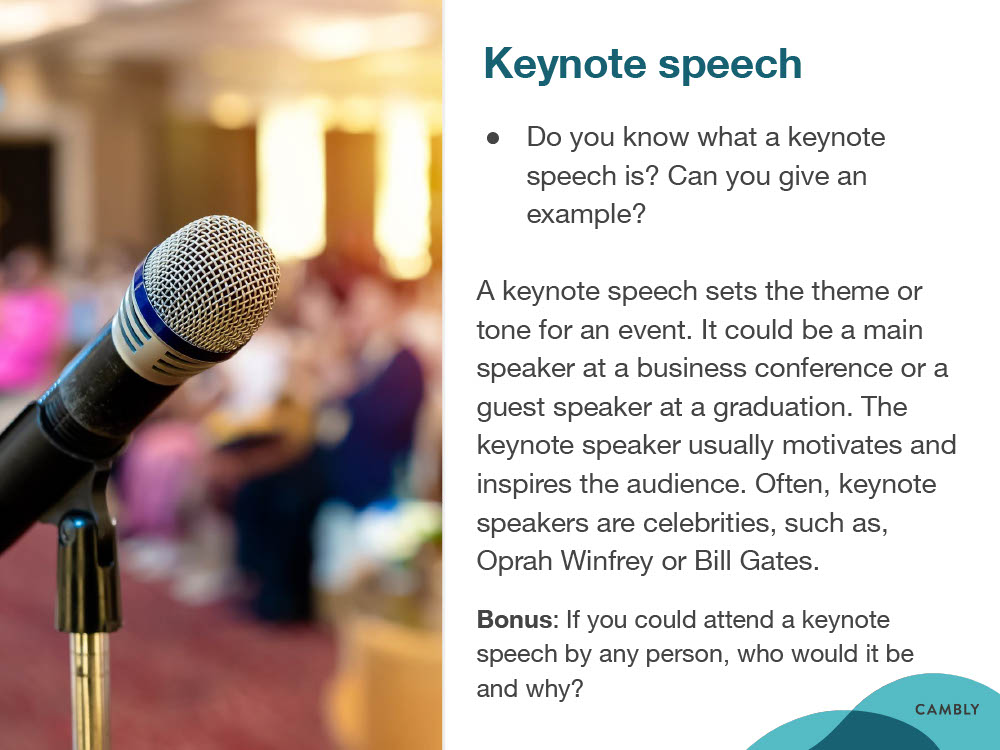 Keynote speech
● Do you know what a keynote
speech is? Can you give an
example?
A keynote speech sets the theme or
tone for an event. It could be a main
speaker at a business conference or a
guest speaker at a graduation. The
keynote speaker usually motivates and
inspires the audience. Often, keynote
speakers are celebrities, such as,
Oprah Winfrey or Bill Gates.
Bonus: If you could attend a keynote
speech by any person, who would it be
and why?
CAMBLY